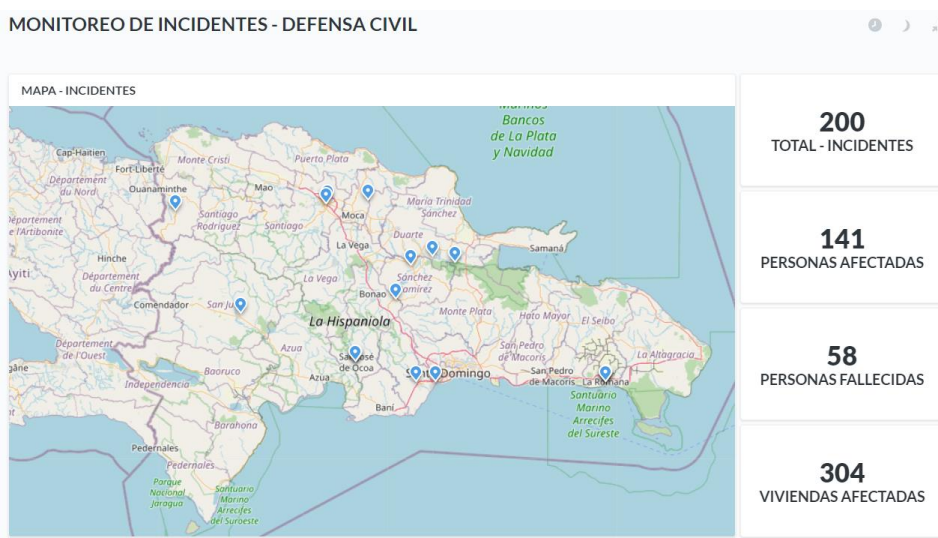 MONITOREO DE INCIDENTES - DEFENSA CIVIL
MAPA - INCIDENTES
Bancos
de La Plata
y Navidad
Cap-Haïtien
Fort-Liberté
Monte Cristi
Puerto Plata
Département
du Nord
Ouanaminthe
Mao
Moca
María Trinidad
Sánchez
Santiago
Rodríguez
Santiago
Département
Duarte
La Vega
Samaná
Hinche
Département
du Centre
La Vega
Sánchez
Ramírez
Bonao
Comendador
San Ju
Monte Plata
Hato Mayor
El Seibo
La Hispaniola
Département
de l'Ouest
Azua
San José
de Ocoa
San Pedro
de Macorís
La Altagracia
Baoruco
Azua
Santo Domingo
San Pedro
de Macorís
La Romana
Independencia
Baní
Santuario
Marino
Arrecifes
del Sureste
Barahona
Pedernales
Pedernales
Parque
Nacional
Jaragua
Santuario
Marino
Arrecifes
del Suroeste
200
TOTAL - INCIDENTES
141
PERSONAS AFECTADAS
58
PERSONAS FALLECIDAS
304
VIVIENDAS AFECTADAS